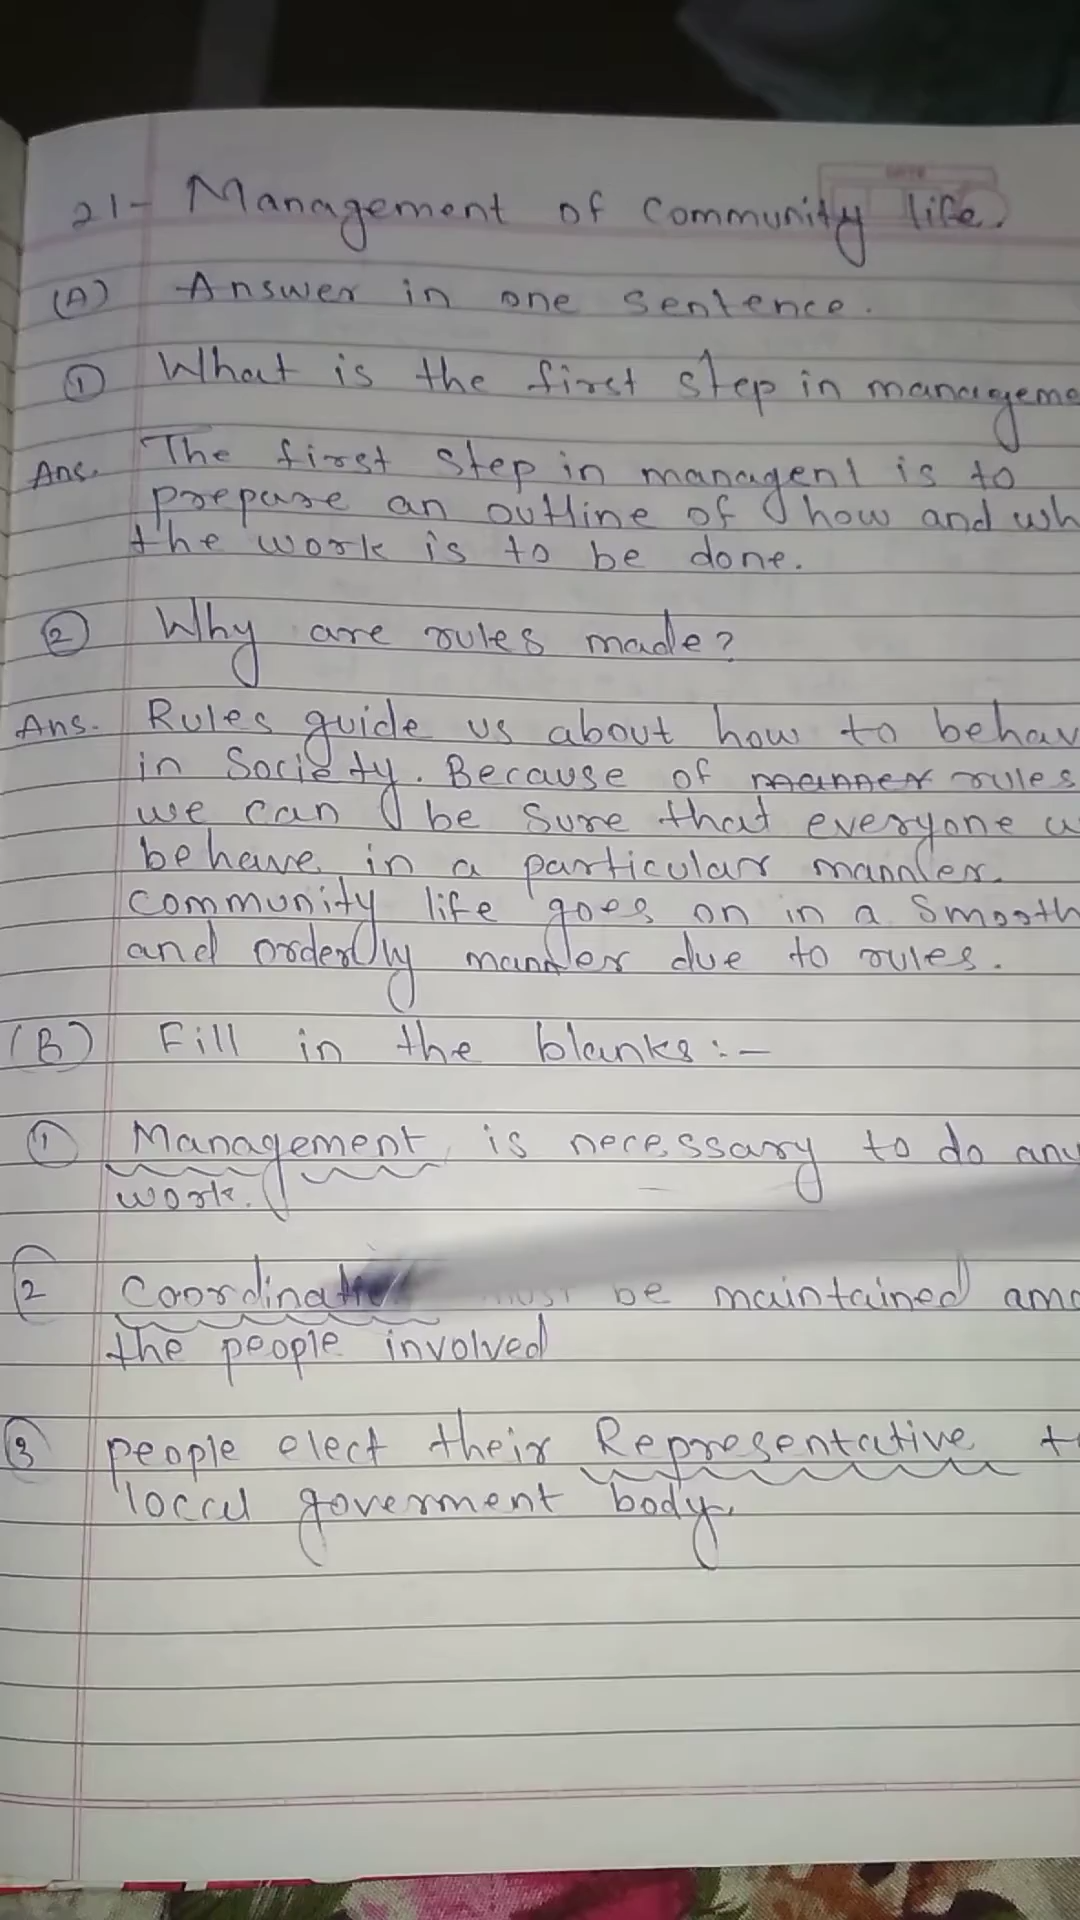 21- Management of community life.
(A) Answer in one sentence.
① What is the first step in manageme
Ans. The first step in managent is to
prepare an outline of how and wh
the work is to be done.
② Why are rules made?
Ans. Rules guide us about how to behav
in Society. Because of manner rules
we can be sure that everyone w
behave in a particular manner.
community life goes on in a smooth
and orderly manner due to rules.
(B) Fill in the blanks:-
① Management is necessary to do any
work.
② be maintained amo
the people involved
③ people elect their Representative t
local goverment body.